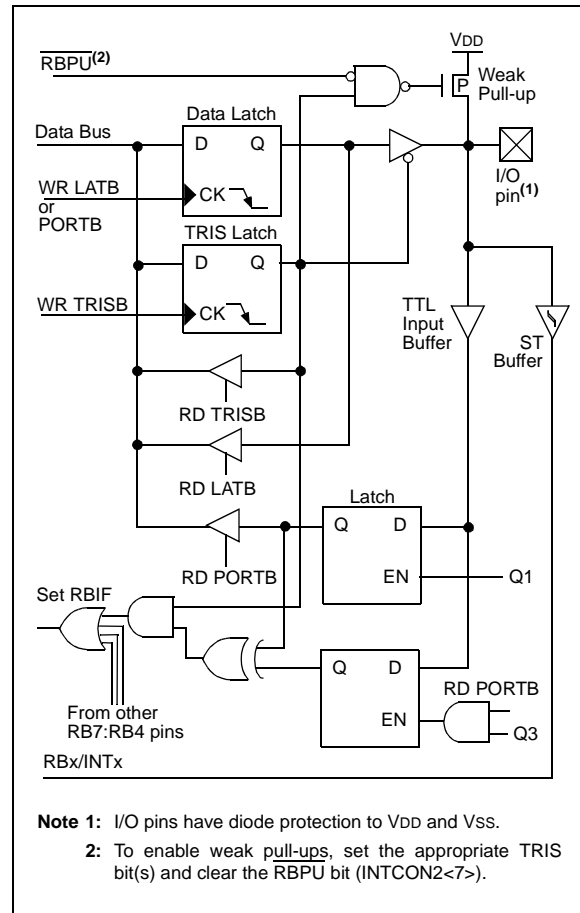 VDD
RBPU(2)
Weak
Pull-up
P
Data Latch
Data Bus
D Q
I/O
pin(1)
WR LATB
or
PORTB
CK
TRIS Latch
D Q
WR TRISB
CK
TTL
Input
Buffer
ST
Buffer
RD TRISB
RD LATB
Latch
Q D
RD PORTB
EN
Q1
Set RBIF
Q D
RD PORTB
EN
Q3
From other
RB7:RB4 pins
RBx/INTx
Note 1: I/O pins have diode protection to VDD and VSS.
2: To enable weak pull-ups, set the appropriate TRIS
bit(s) and clear the RBPU bit (INTCON2<7>).